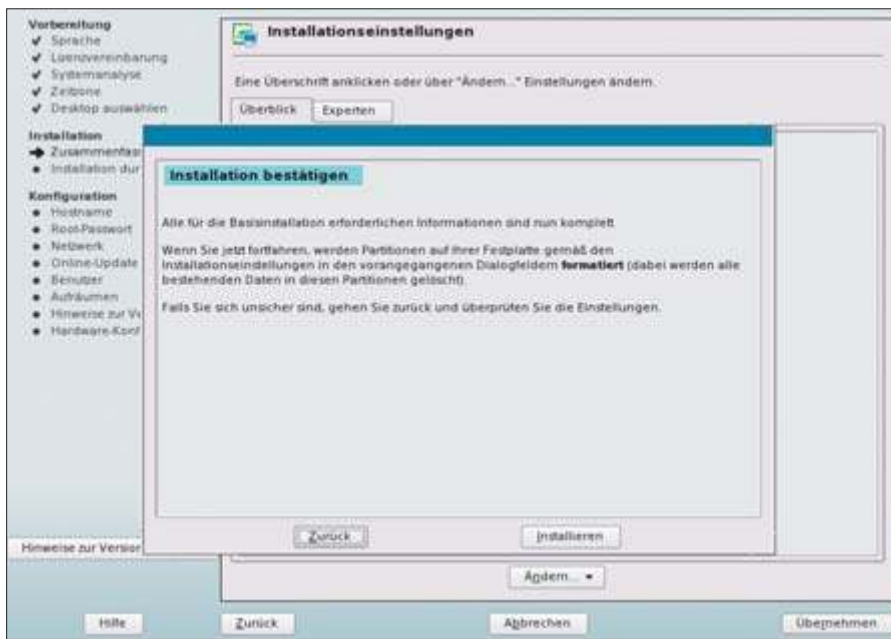 Vorbereitung
Sprache
Lizenzvereinbarung
Systemanalyse
Zeitzone
Desktop auswählen
Installation
Zusammenfass
Installation dur
Konfiguration
Hostname
Root-Passwort
Netzwerk
Online-Update
Benutzer
Aufräumen
Hinweise zur Ve
Hardware-Konf
Hinweise zur Version
Installationseinstellungen
Eine Überschrift anklicken oder über "Ändern..." Einstellungen ändern.
Überblick Experten
Installation bestätigen
Alle für die Basisinstallation erforderlichen Informationen sind nun komplett
Wenn Sie jetzt fortfahren, werden Partitionen auf Ihrer Festplatte gemäß den
Installationseinstellungen in den vorangegangenen Dialogfeldern formatiert (dabei werden alle
bestehenden Daten in diesen Partitionen gelöscht).
Falls Sie sich unsicher sind, gehen Sie zurück und überprüfen Sie die Einstellungen.
Zurück Installieren
Ändern...
Hilfe Zurück Abbrechen Übernehmen